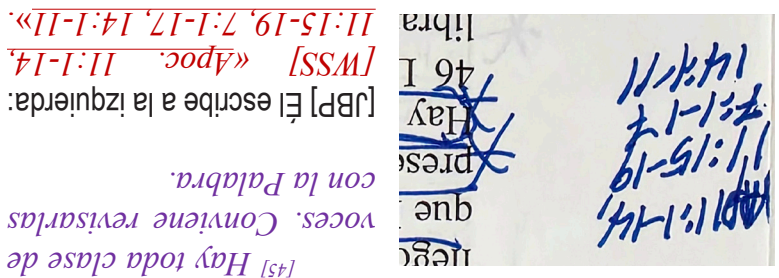 Ap 11:1-14,
11:15-19
7:1-17
14:1-11
que
prese
Hay
46
libra
[45] Hay toda clase de
voces. Conviene revisarlas
con la Palabra.
[JBP] Él escribe a la izquierda:
[WSS] «Apoc. 11:1-14,
11:15-19, 7:1-17, 14:1-11».